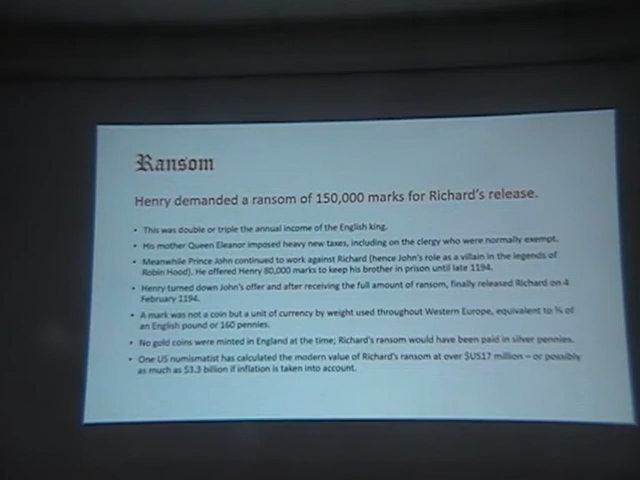 Ransom
Henry demanded a ransom of 150,000 marks for Richard's release.
• This was double or triple the annual income of the English king.
• His mother Queen Eleanor imposed heavy new taxes, including on the clergy who were normally exempt.
• Meanwhile Prince John continued to work against Richard (hence John's role as a villain in the legends of
Robin Hood). He offered Henry 80,000 marks to keep his brother in prison until late 1194.
• Henry turned down John's offer and after receiving the full amount of ransom, finally released Richard on 4
February 1194.
• A mark was not a coin but a unit of currency by weight used throughout Western Europe, equivalent to ⅔ of
an English pound or 160 pennies.
• No gold coins were minted in England at the time; Richard's ransom would have been paid in silver pennies.
• One US numismatist has calculated the modern value of Richard's ransom at over $US17 million – or possibly
as much as $3.3 billion if inflation is taken into account.